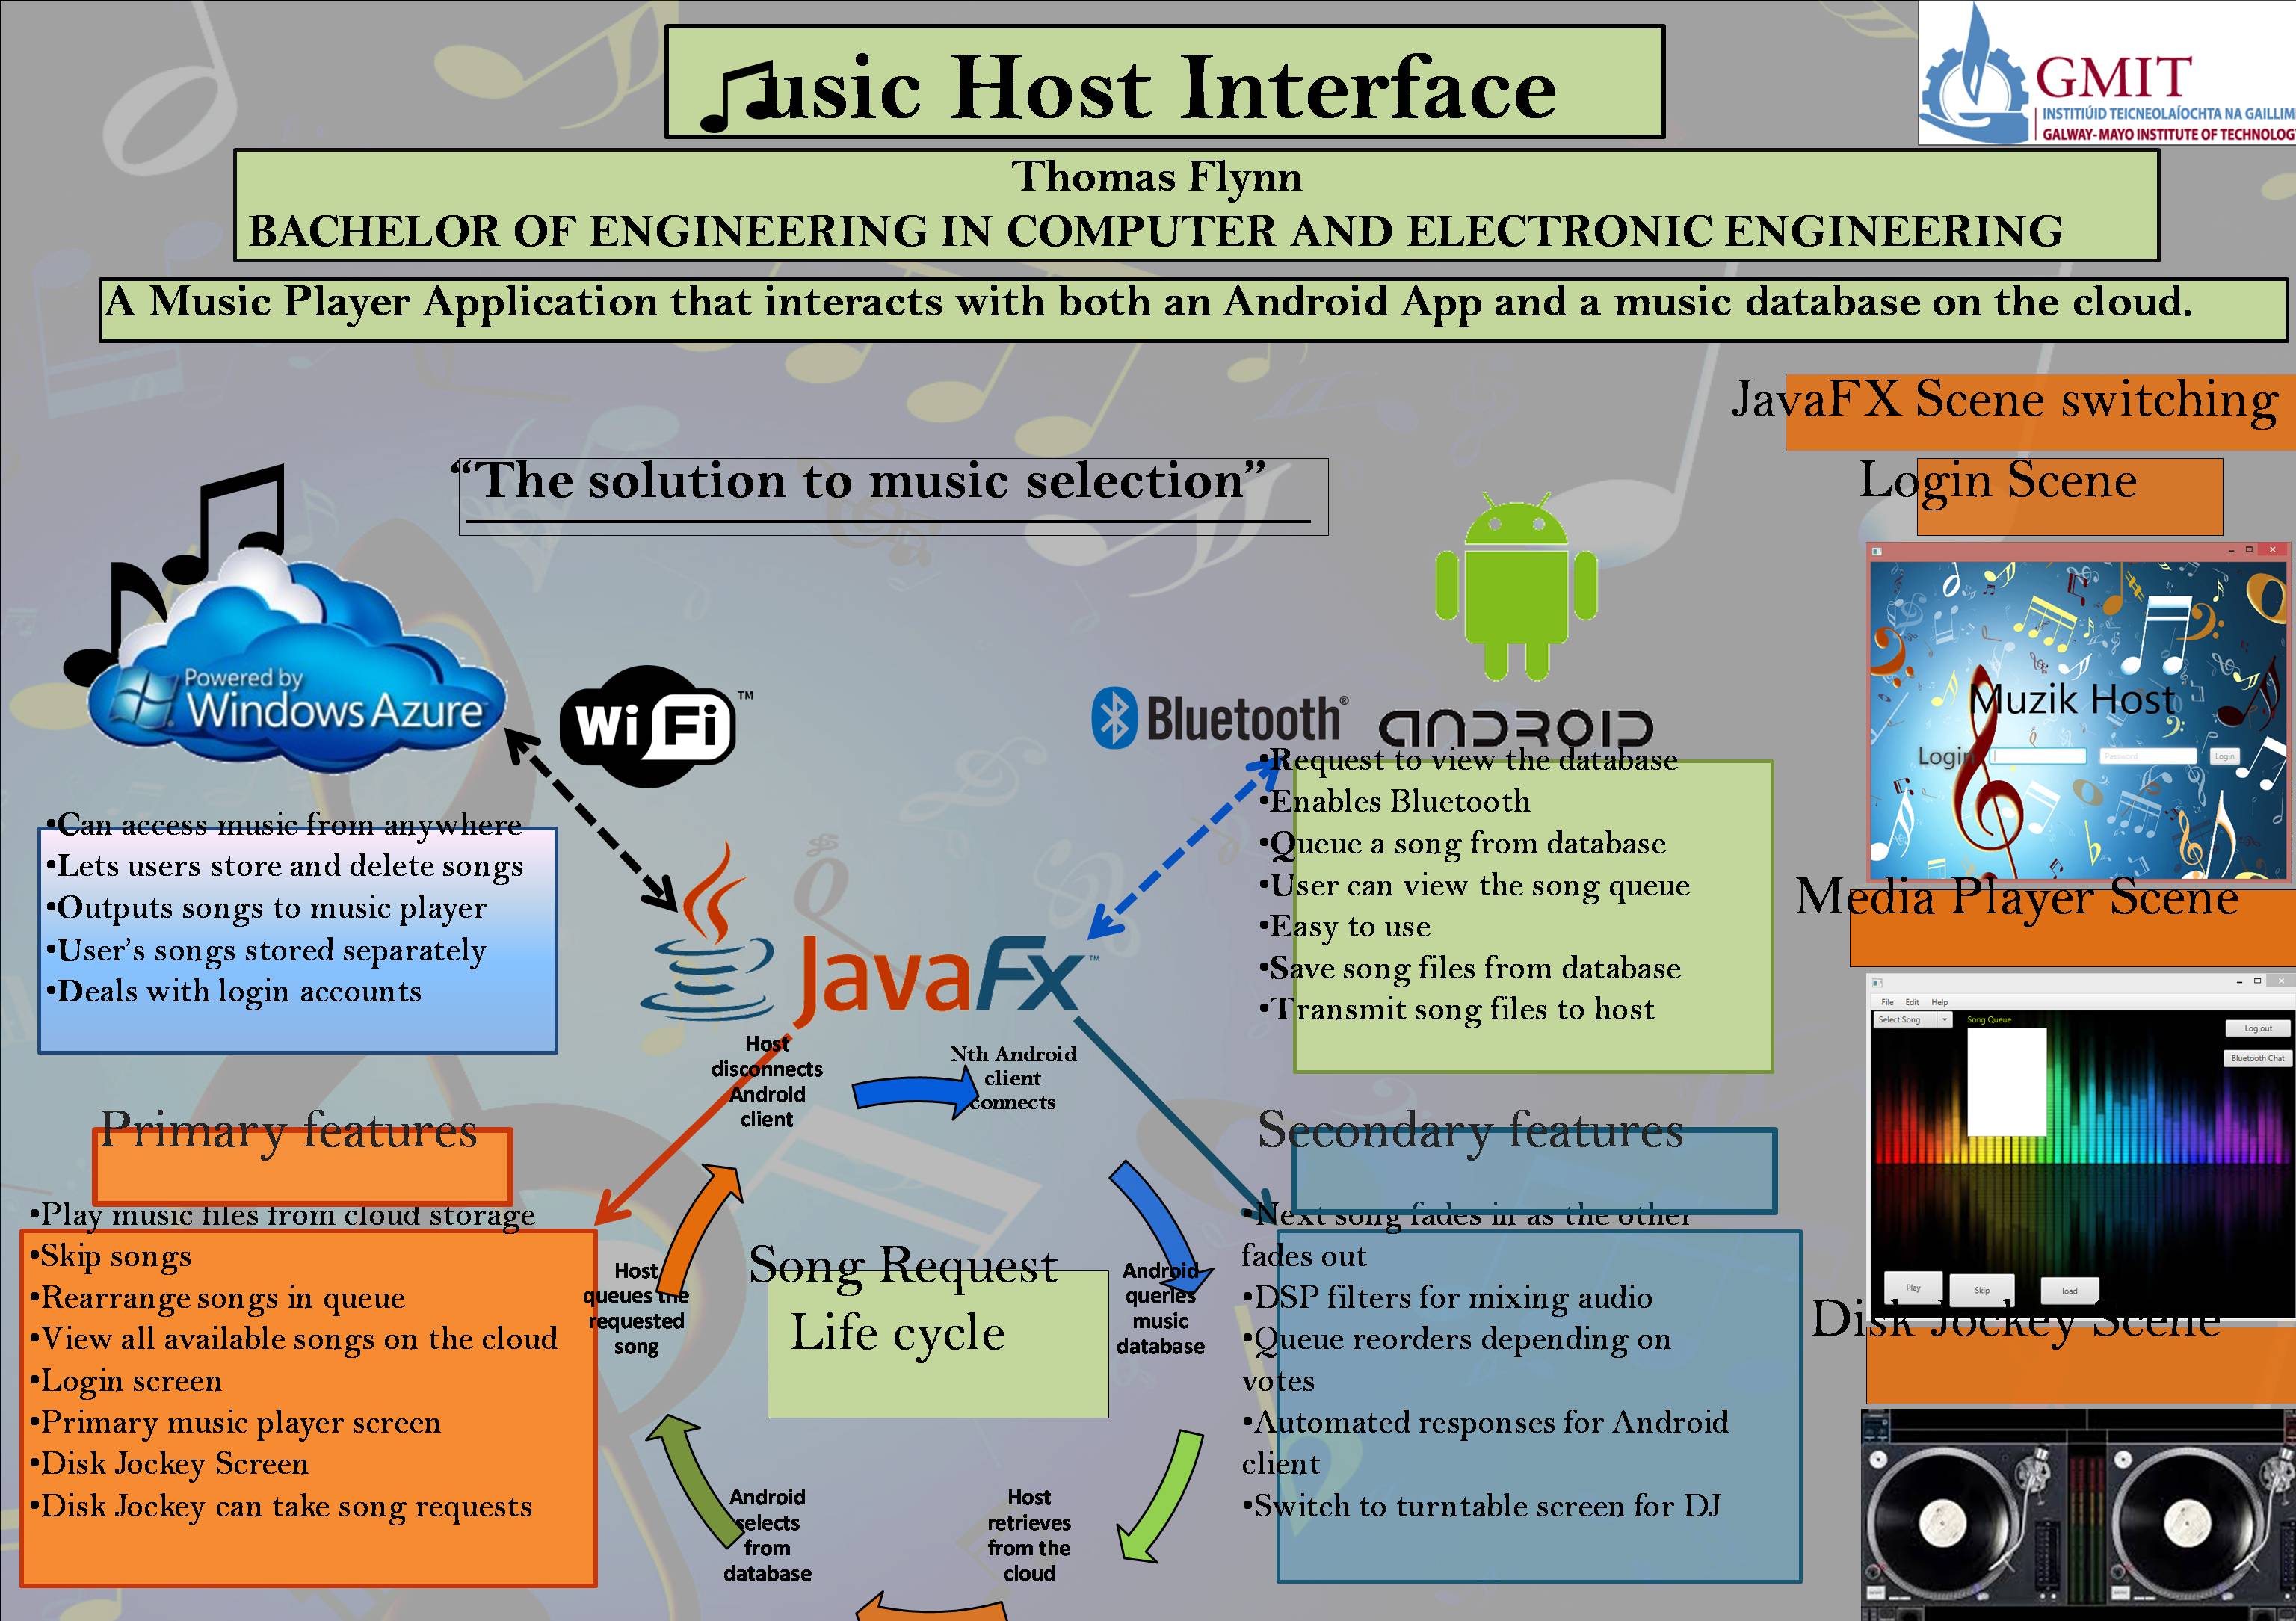 usic Host Interface
GMIT
INSTITIÚID TEICNEOLAÍOCHTA NA GAILLIM
GALWAY-MAYO INSTITUTE OF TECHNOLOG
Thomas Flynn
BACHELOR OF ENGINEERING IN COMPUTER AND ELECTRONIC ENGINEERING
A Music Player Application that interacts with both an Android App and a music database on the cloud.
“The solution to music selection”
Powered by
Windows Azure
Wi Fi ™
Bluetooth®
ANDROID
•Can access music from anywhere
•Lets users store and delete songs
•Outputs songs to music player
•User’s songs stored separately
•Deals with login accounts
JavaFx™
•Request to view the database
•Enables Bluetooth
•Queue a song from database
•User can view the song queue
•Easy to use
•Save song files from database
•Transmit song files to host
Primary features
•Play music files from cloud storage
•Skip songs
•Rearrange songs in queue
•View all available songs on the cloud
•Login screen
•Primary music player screen
•Disk Jockey Screen
•Disk Jockey can take song requests
Song Request
Life cycle
Nth Android
client
connects
Android
queries
music
database
Host
retrieves
from the
cloud
Android
selects
from
database
Host
queues the
requested
song
Host
disconnects
Android
client
Secondary features
•Next song fades in as the other
fades out
•DSP filters for mixing audio
•Queue reorders depending on
votes
•Automated responses for Android
client
•Switch to turntable screen for DJ
JavaFX Scene switching
Login Scene
Muzik Host
Login
Password
Login
Media Player Scene
File Edit Help
Select Song
Song Queue
Log out
Bluetooth Chat
Play
Skip
load
Disk Jockey Scene